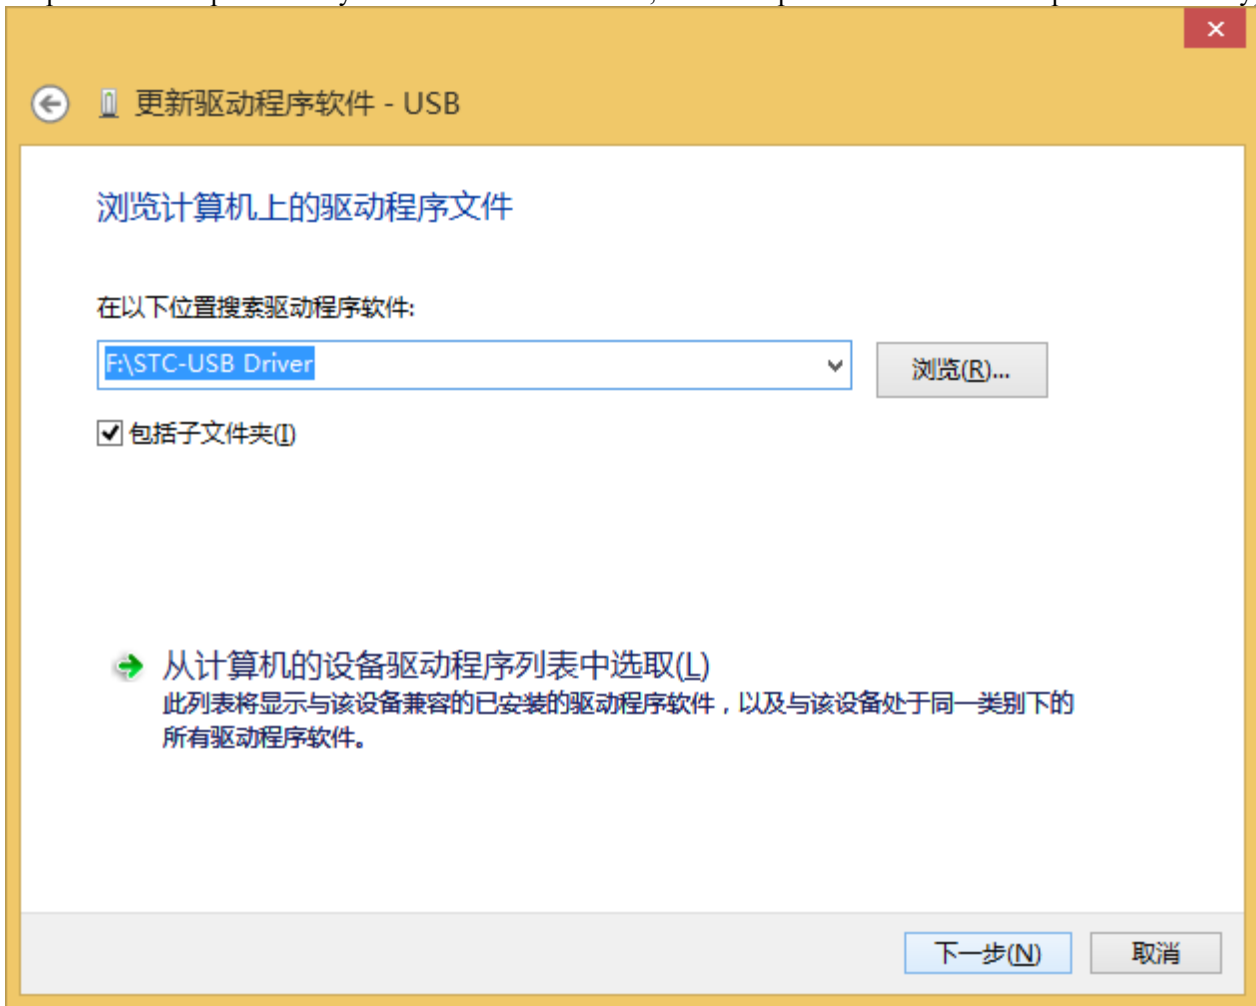 更新驱动程序软件 - USB
浏览计算机上的驱动程序文件
在以下位置搜索驱动程序软件:
F:\STC-USB Driver
浏览(R)...
包括子文件夹(I)
从计算机的设备驱动程序列表中选取(L)
此列表将显示与该设备兼容的已安装的驱动程序软件，以及与该设备处于同一类别下的
所有驱动程序软件。
下一步(N)
取消